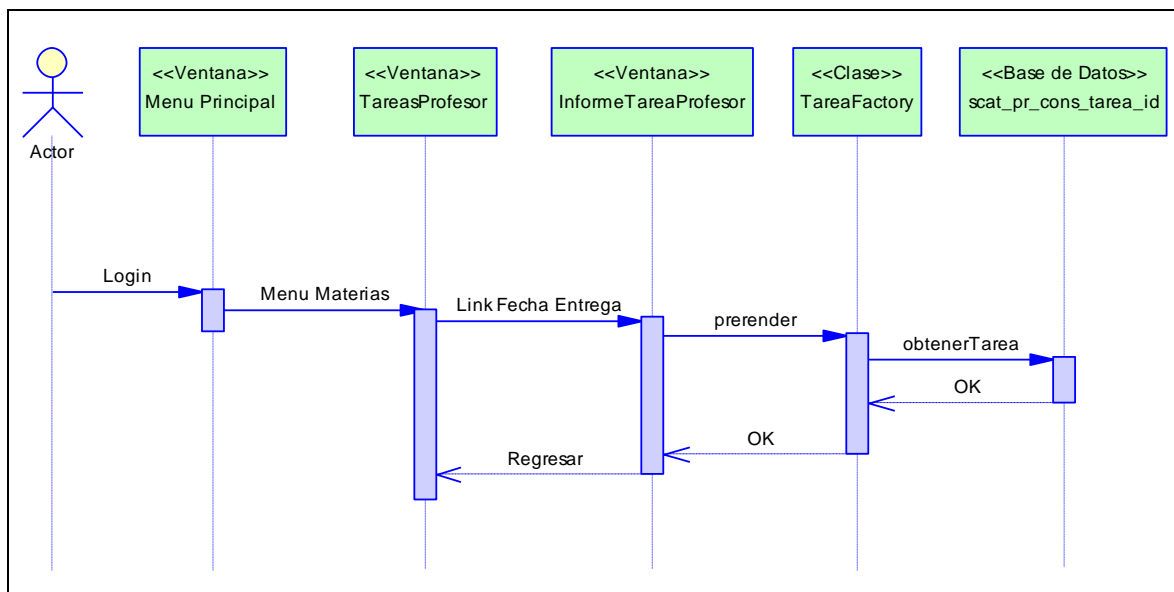 <<Ventana>>
Menu Principal
<<Ventana>>
TareasProfesor
<<Ventana>>
InformeTareaProfesor
<<Clase>>
TareaFactory
<<Base de Datos>>
scat_pr_cons_tarea_id
Actor
Login
Menu Materias
Link Fecha Entrega
prerender
obtenerTarea
OK
OK
Regresar